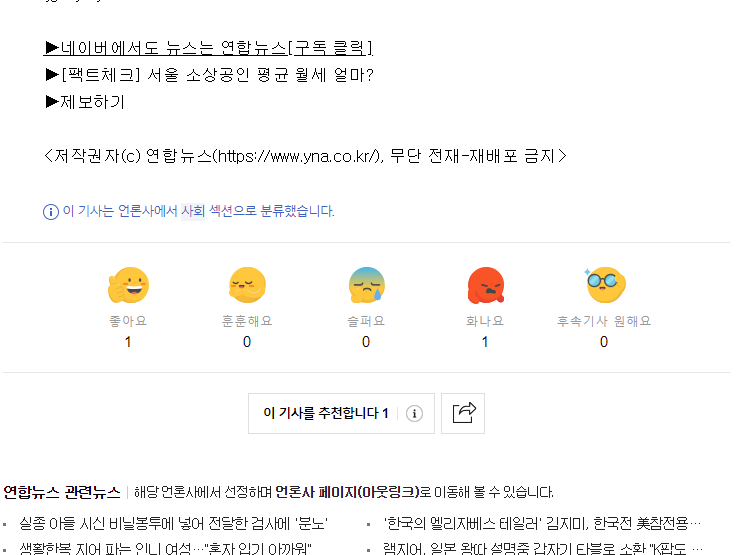 ▶네이버에서도 뉴스는 연합뉴스[구독 클릭]
▶[팩트체크] 서울 소상공인 평균 월세 얼마?
▶제보하기
<저작권자(c) 연합뉴스(https://www.yna.co.kr/), 무단 전재-재배포 금지>
이 기사는 언론사에서 사회 섹션으로 분류했습니다.
좋아요 훈훈해요 슬퍼요 화나요 후속기사 원해요
1 0 0 1 0
이 기사를 추천합니다 1
연합뉴스 관련뉴스 | 해당 언론사에서 선정하며 언론사 페이지(아웃링크)로 이동해 볼 수 있습니다.
실종 아들 시신 비닐봉투에 넣어 전달한 검사에 '분노' '한국의 엘리자베스 테일러' 김지미, 한국전 美참전용…
생활한복 지어 파는 인니 여성…"혼자 입기 아까워" 램지어, 일본 왕따 설명중 갑자기 타블로 소환 "K팝도 …